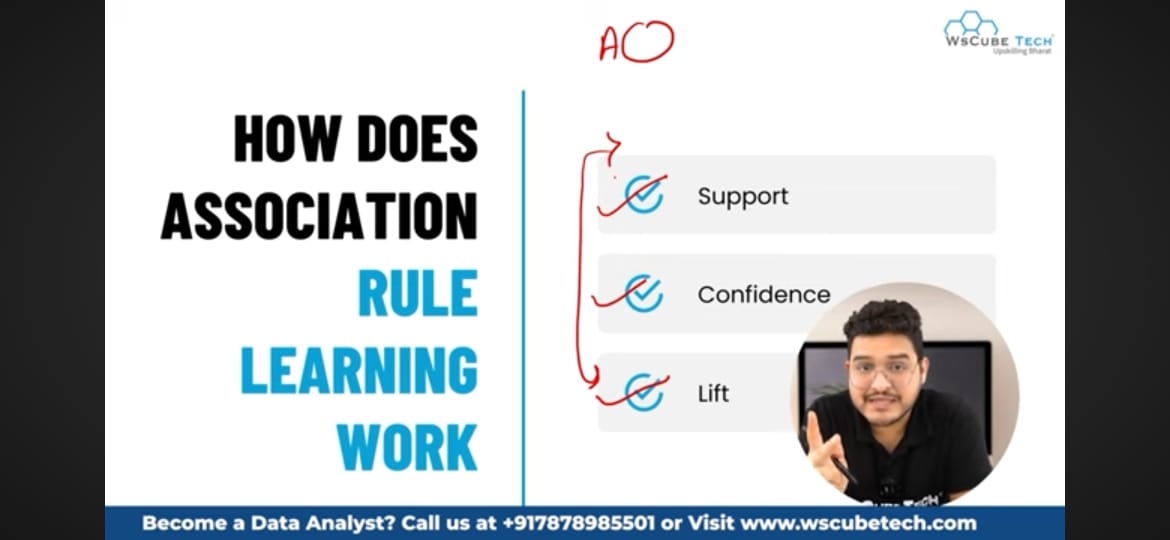 AO
WSCUBE TECH
Upskilling Bharat
HOW DOES
ASSOCIATION
RULE
LEARNING
WORK
Support
Confidence
Lift
Become a Data Analyst? Call us at +917878985501 or Visit www.wscubetech.com